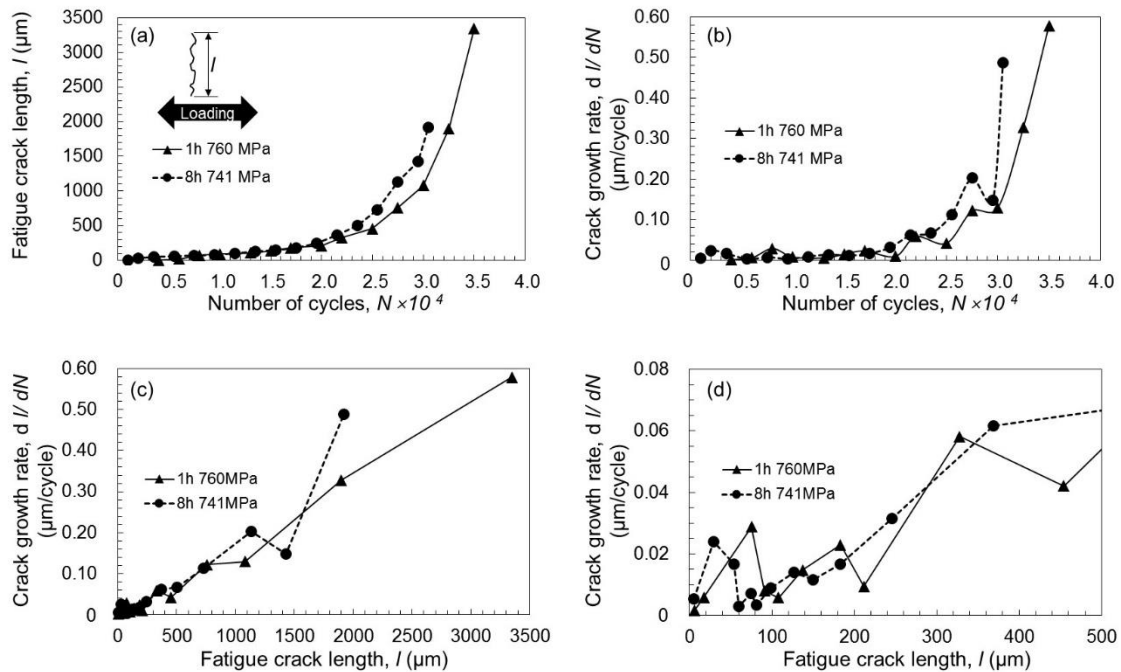 (a)
Fatigue crack length, l (µm)
3500
3000
2500
2000
1500
1000
500
0
l
Loading
1h 760 MPa
8h 741 MPa
0 0.5 1.0 1.5 2.0 2.5 3.0 3.5 4.0
Number of cycles, N ×10 4
(b)
Crack growth rate, d l/ dN
(µm/cycle)
0.60
0.50
0.40
0.30
0.20
0.10
0
1h 760 MPa
8h 741 MPa
0 0.5 1.0 1.5 2.0 2.5 3.0 3.5 4.0
Number of cycles, N ×10 4
(c)
Crack growth rate, d l/ dN
(µm/cycle)
0.60
0.50
0.40
0.30
0.20
0.10
0
1h 760MPa
8h 741MPa
0 500 1000 1500 2000 2500 3000 3500
Fatigue crack length, l (µm)
(d)
Crack growth rate, d l/ dN
(µm/cycle)
0.08
0.06
0.04
0.02
0
1h 760MPa
8h 741MPa
0 100 200 300 400 500
Fatigue crack length, l (µm)